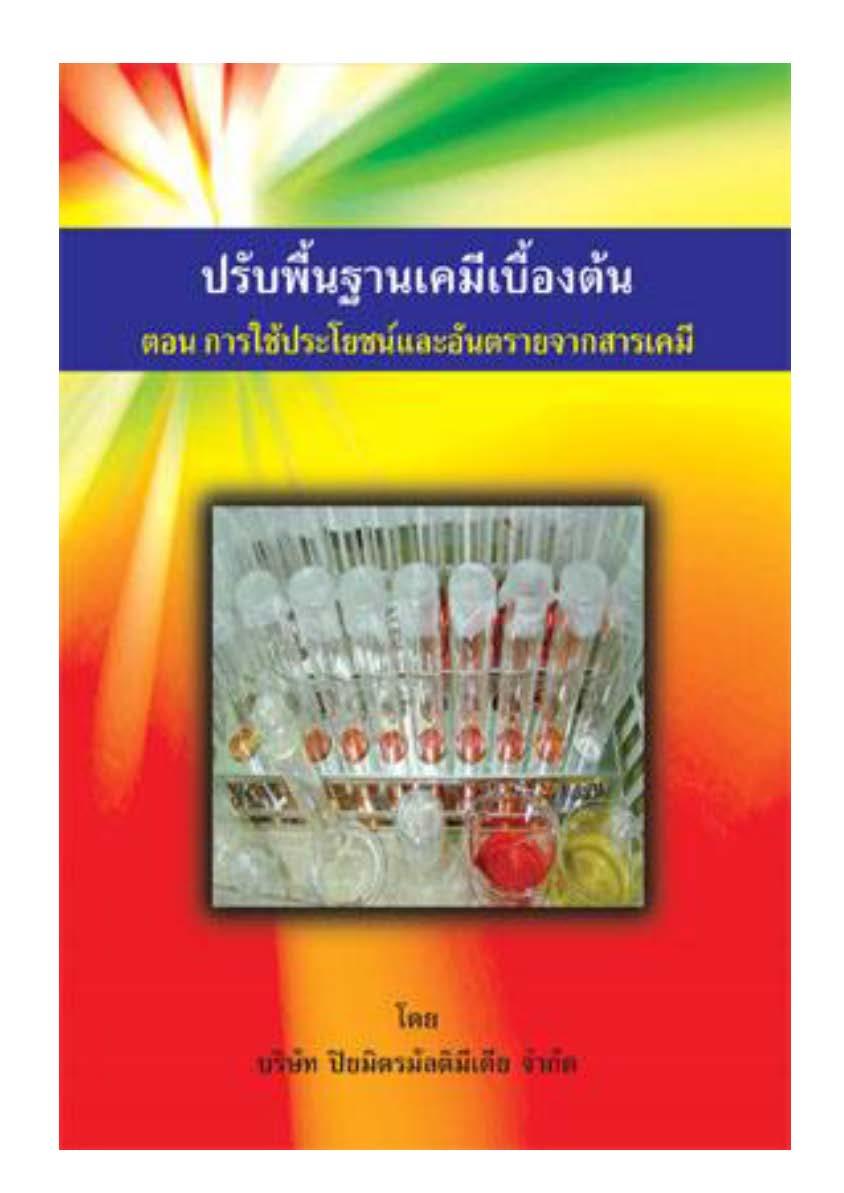 ปรับพื้นฐานเคมีเบื้องต้น
ตอน การใช้ประโยชน์และอันตรายจากสารเคมี
โดย
บริษัท ปิยมิตรมัลติมีเดีย จำกัด